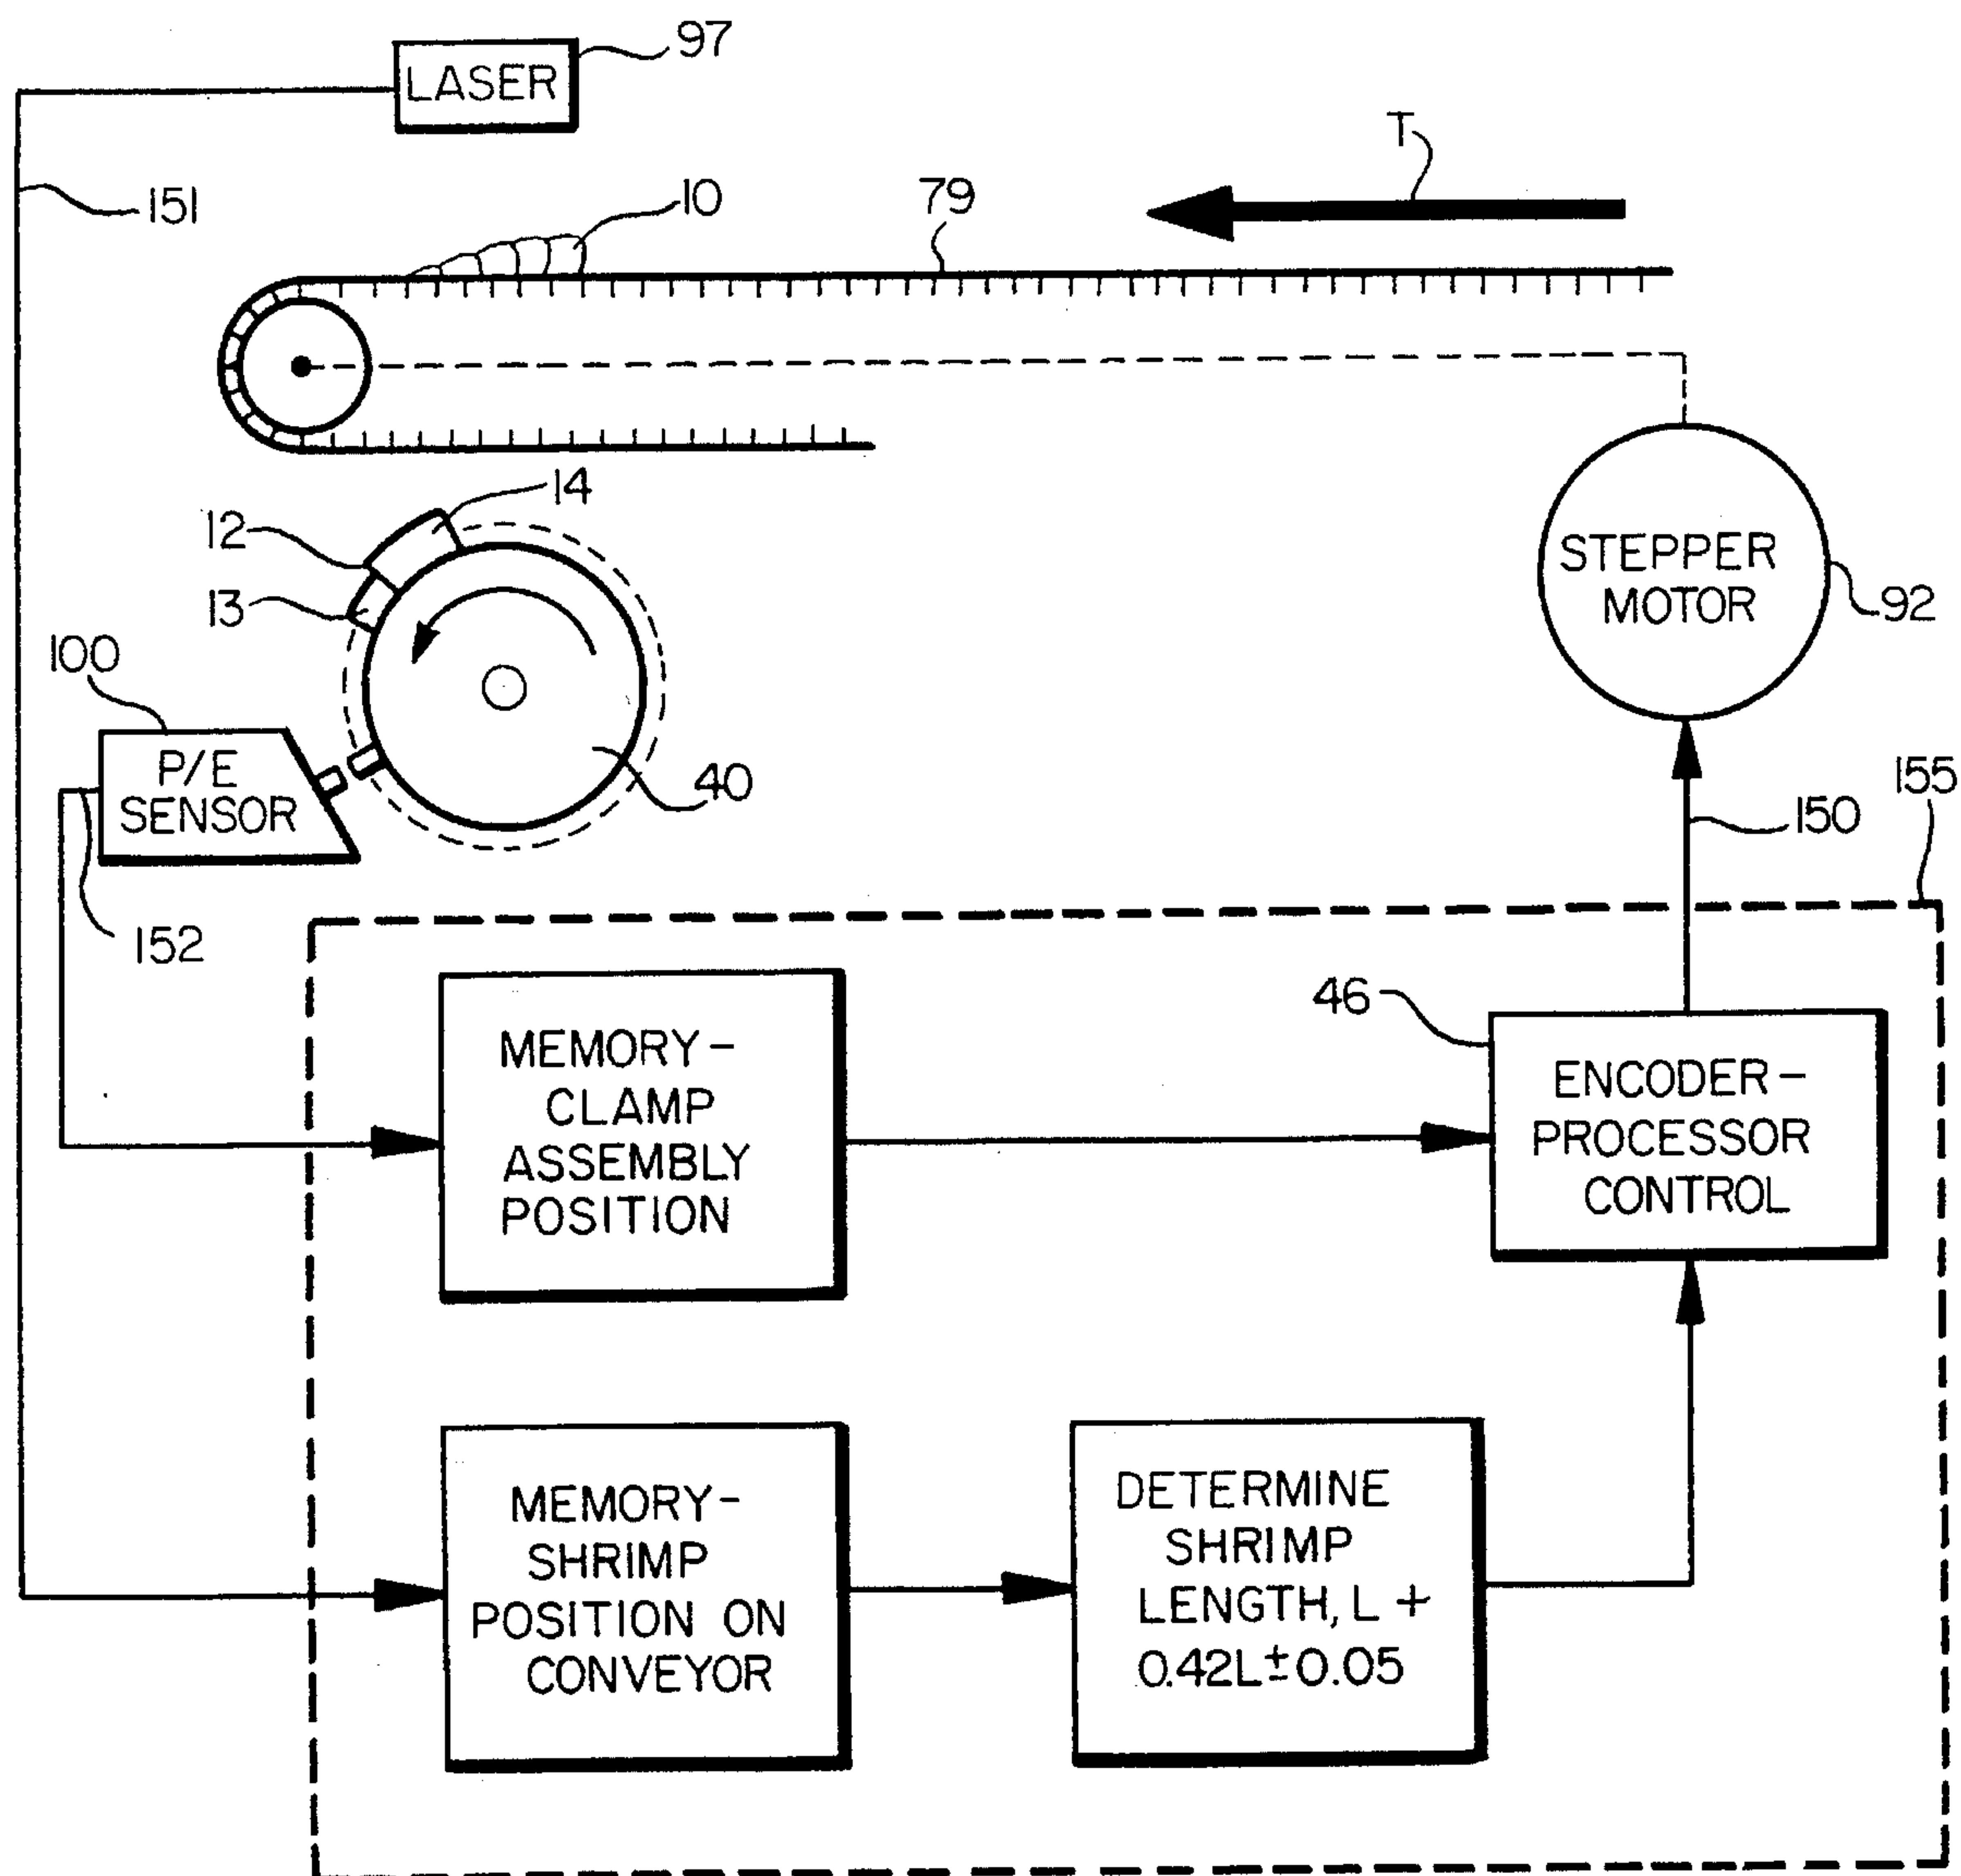 97
LASER
T
151
10
79
14
12
13
100
P/E
SENSOR
40
152
STEPPER
MOTOR
92
150
155
46
MEMORY-
CLAMP
ASSEMBLY
POSITION
ENCODER-
PROCESSOR
CONTROL
MEMORY-
SHRIMP
POSITION ON
CONVEYOR
DETERMINE
SHRIMP
LENGTH, L +
0.42L±0.05